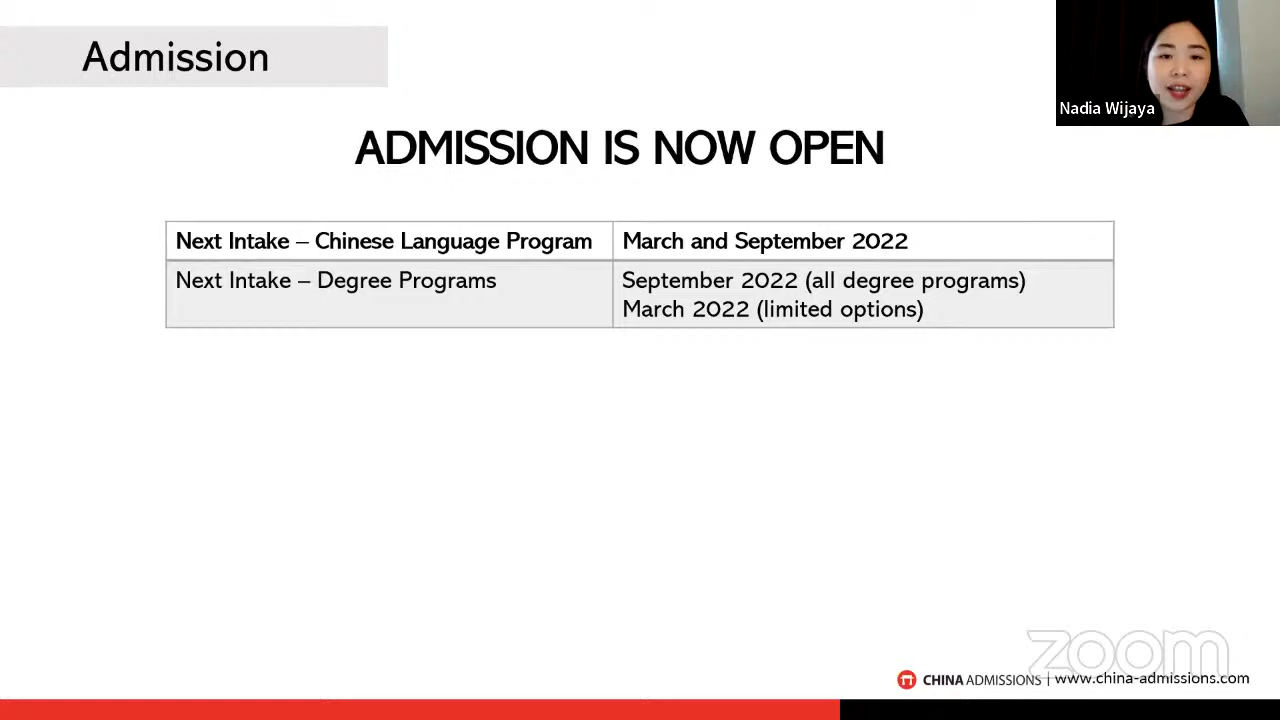 Admission
Nadia Wijaya
ADMISSION IS NOW OPEN
Next Intake – Chinese Language Program
March and September 2022
Next Intake – Degree Programs
September 2022 (all degree programs)
March 2022 (limited options)
zoom
CHINA ADMISSIONS | www.china-admissions.com